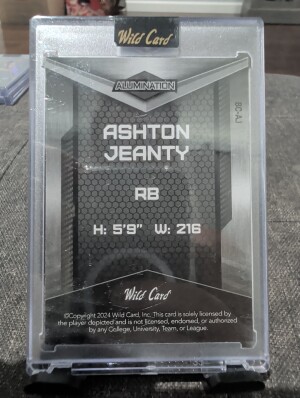 Wild Card
ALUMINATION
BC-AJ
ASHTON
JEANTY
RB
H: 5'9" W: 216
Wild Card
©Copyright 2024 Wild Card, Inc. This card is solely licensed by
the player depicted and is not licensed, endorsed, or authorized
by any College, University, Team, or League.